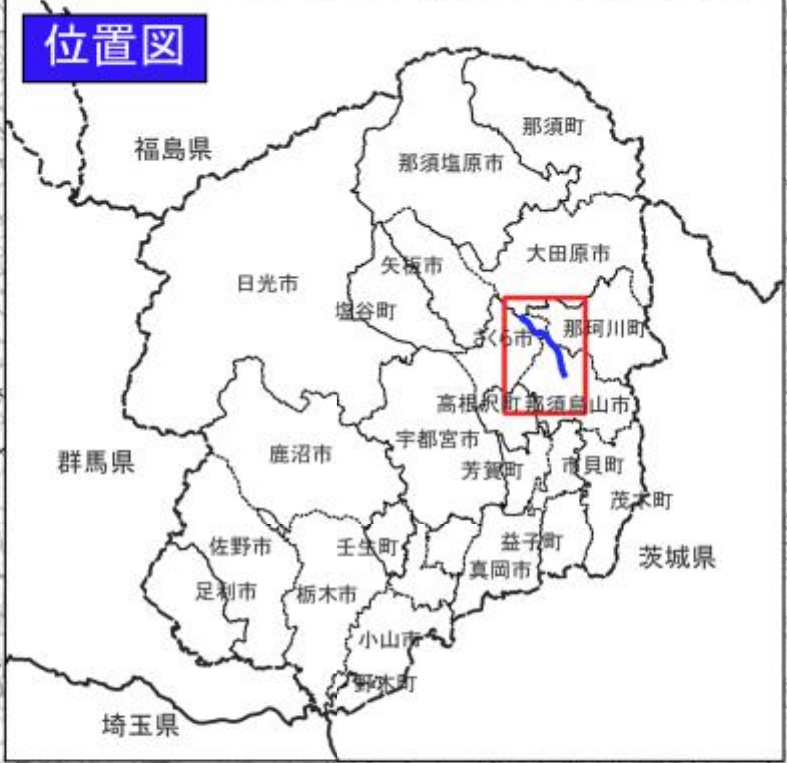 位置図
那須町
福島県
那須塩原市
大田原市
矢板市
日光市
塩谷町
那珂川町
さくら市
高根沢町
那須烏山市
宇都宮市
鹿沼市
群馬県
芳賀町
市貝町
茂木町
佐野市
壬生町
益子町
茨城県
真岡市
足利市
栃木市
小山市
野木町
埼玉県